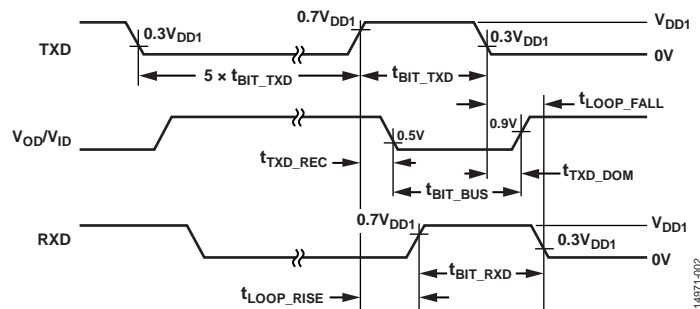 0.7VDD1
VDD1
TXD
0.3VDD1
0.3VDD1
0V
5 × tBIT_TXD
tBIT_TXD
tLOOP_FALL
VOD/VID
0.5V
0.9V
tTXD_REC
tTXD_DOM
tBIT_BUS
0.7VDD1
VDD1
RXD
0.3VDD1
0V
tBIT_RXD
tLOOP_RISE
14971-002